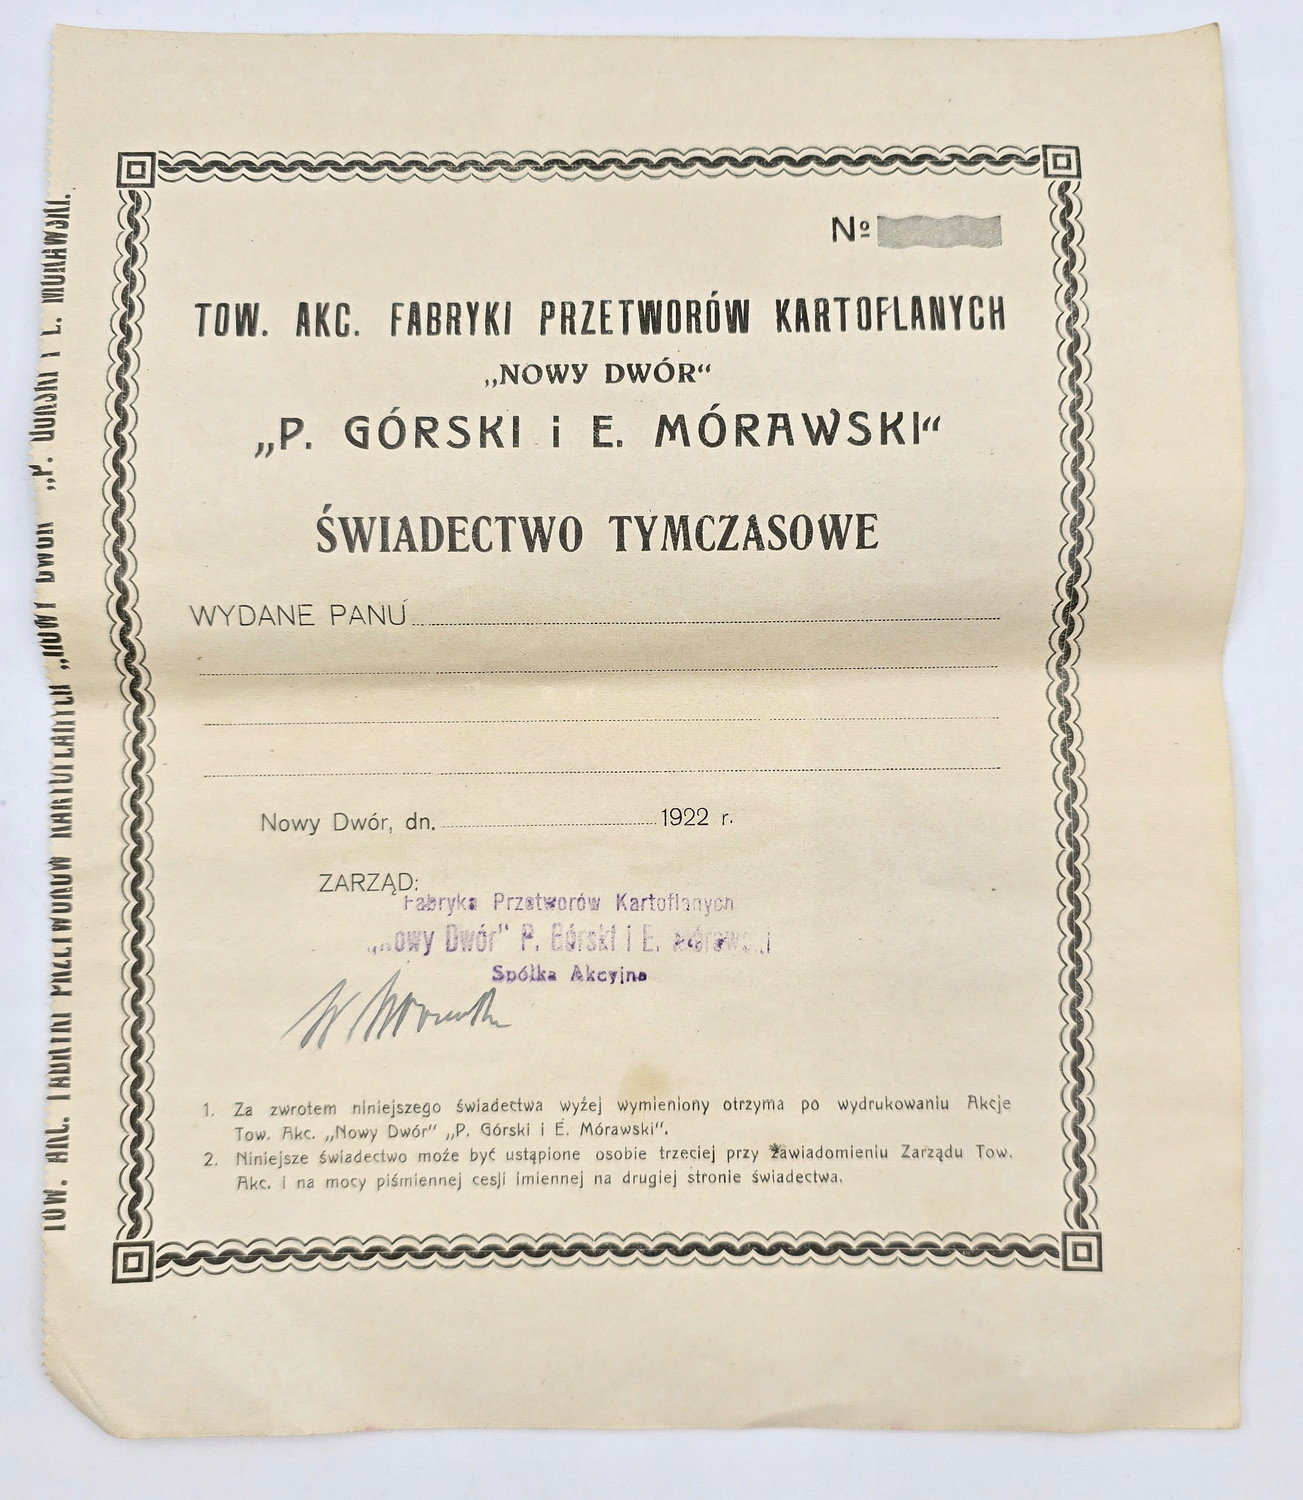 Nº
TOW. AKC. FABRYKI PRZETWORÓW KARTOFLANYCH
„NOWY DWÓR“
„P. GÓRSKI i E. MÓRAWSKI“
ŚWIADECTWO TYMCZASOWE
WYDANE PANU
Nowy Dwór, dn. 1922 r.
ZARZĄD:
Fabryka Przetworów Kartoflanych
„Nowy Dwór” P. Górski i E. Mórawski
Spółka Akcyjna
1. Za zwrotem niniejszego świadectwa wyżej wymieniony otrzyma po wydrukowaniu Akcje
Tow. Akc. „Nowy Dwór“ „P. Górski i E. Mórawski“.
2. Niniejsze świadectwo może być ustąpione osobie trzeciej przy zawiadomieniu Zarządu Tow.
Akc. i na mocy piśmiennej cesji imiennej na drugiej stronie świadectwa.
TOW. AKC. FABRYKI PRZETWORÓW KARTOFLANYCH „NOWY DWÓR“ „P. GÓRSKI i E. MÓRAWSKI.